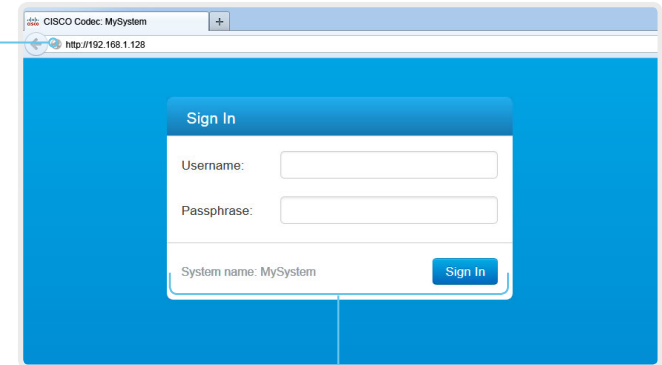 CISCO Codec: MySystem
+
http://192.168.1.128
Sign In
Username:
Passphrase:
System name: MySystem
Sign In